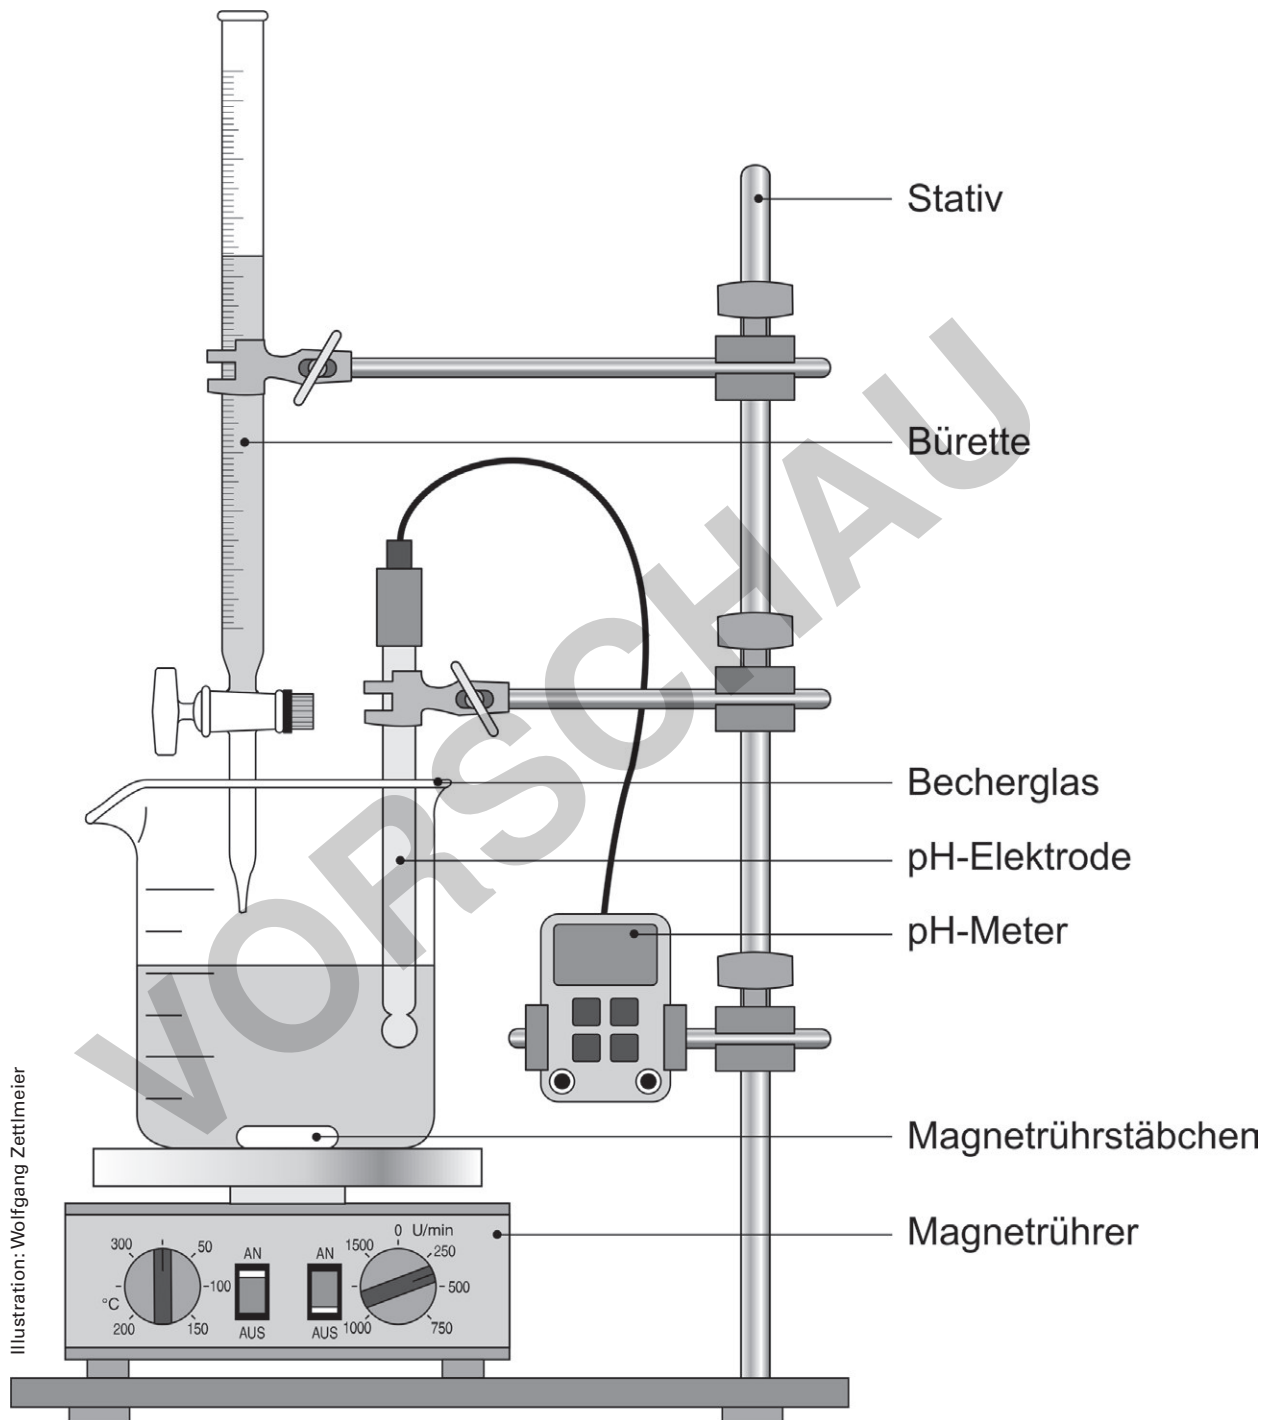 Stativ
Bürette
Becherglas
pH-Elektrode
pH-Meter
Magnetrührstäbchen
Magnetrührer
VORSCHAU
Illustration: Wolfgang Zettlmeier
300
50
100
°C
200
150
AN
AUS
AN
AUS
0 U/min
1500
250
500
1000
750